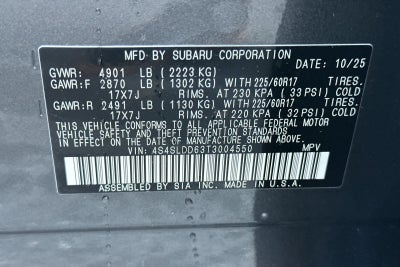 MFD. BY SUBARU CORPORATION DATE: 10/25
GVWR: 4901 LB (2223 KG)
GAWR:F 2870 LB (1302 KG) WITH 225/60R17 TIRES.
17X7J RIMS. AT 230 KPA (33 PSI) COLD
GAWR:R 2491 LB (1130 KG) WITH 225/60R17 TIRES.
17X7J RIMS. AT 220 KPA (32 PSI) COLD
THIS VEHICLE CONFORMS TO ALL APPLICABLE FEDERAL MOTOR
VEHICLE SAFETY, BUMPER, AND THEFT PREVENTION STANDARDS
IN EFFECT ON THE DATE OF MANUFACTURE SHOWN ABOVE.
VIN: 4S4SLDD63T3004550 MPV
ASSEMBLED BY SIA INC. MADE IN U.S.A.